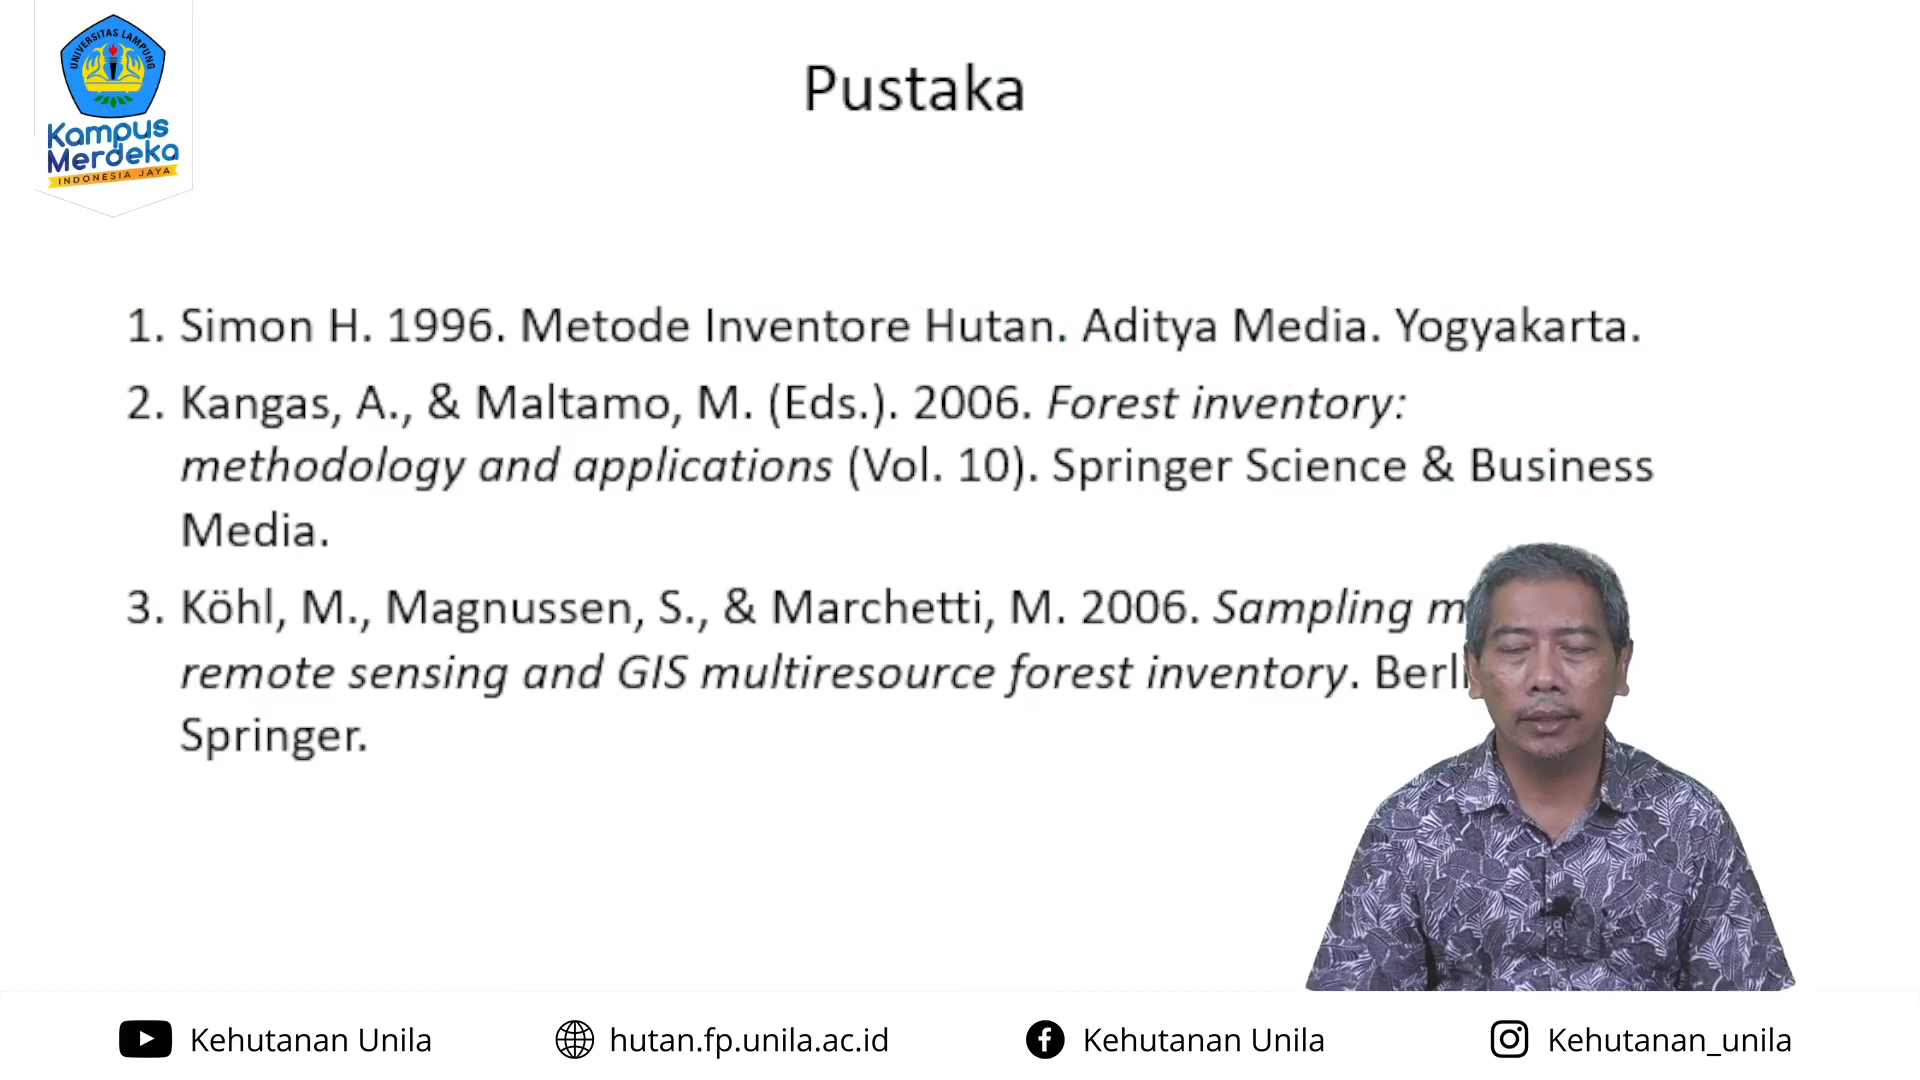 UNIVERSITAS LAMPUNG
Kampus
Merdeka
INDONESIA JAYA
Pustaka
1. Simon H. 1996. Metode Inventore Hutan. Aditya Media. Yogyakarta.
2. Kangas, A., & Maltamo, M. (Eds.). 2006. Forest inventory:
methodology and applications (Vol. 10). Springer Science & Business
Media.
3. Köhl, M., Magnussen, S., & Marchetti, M. 2006. Sampling
remote sensing and GIS multiresource forest inventory.
Springer.
Kehutanan Unila
hutan.fp.unila.ac.id
Kehutanan Unila
Kehutanan_unila